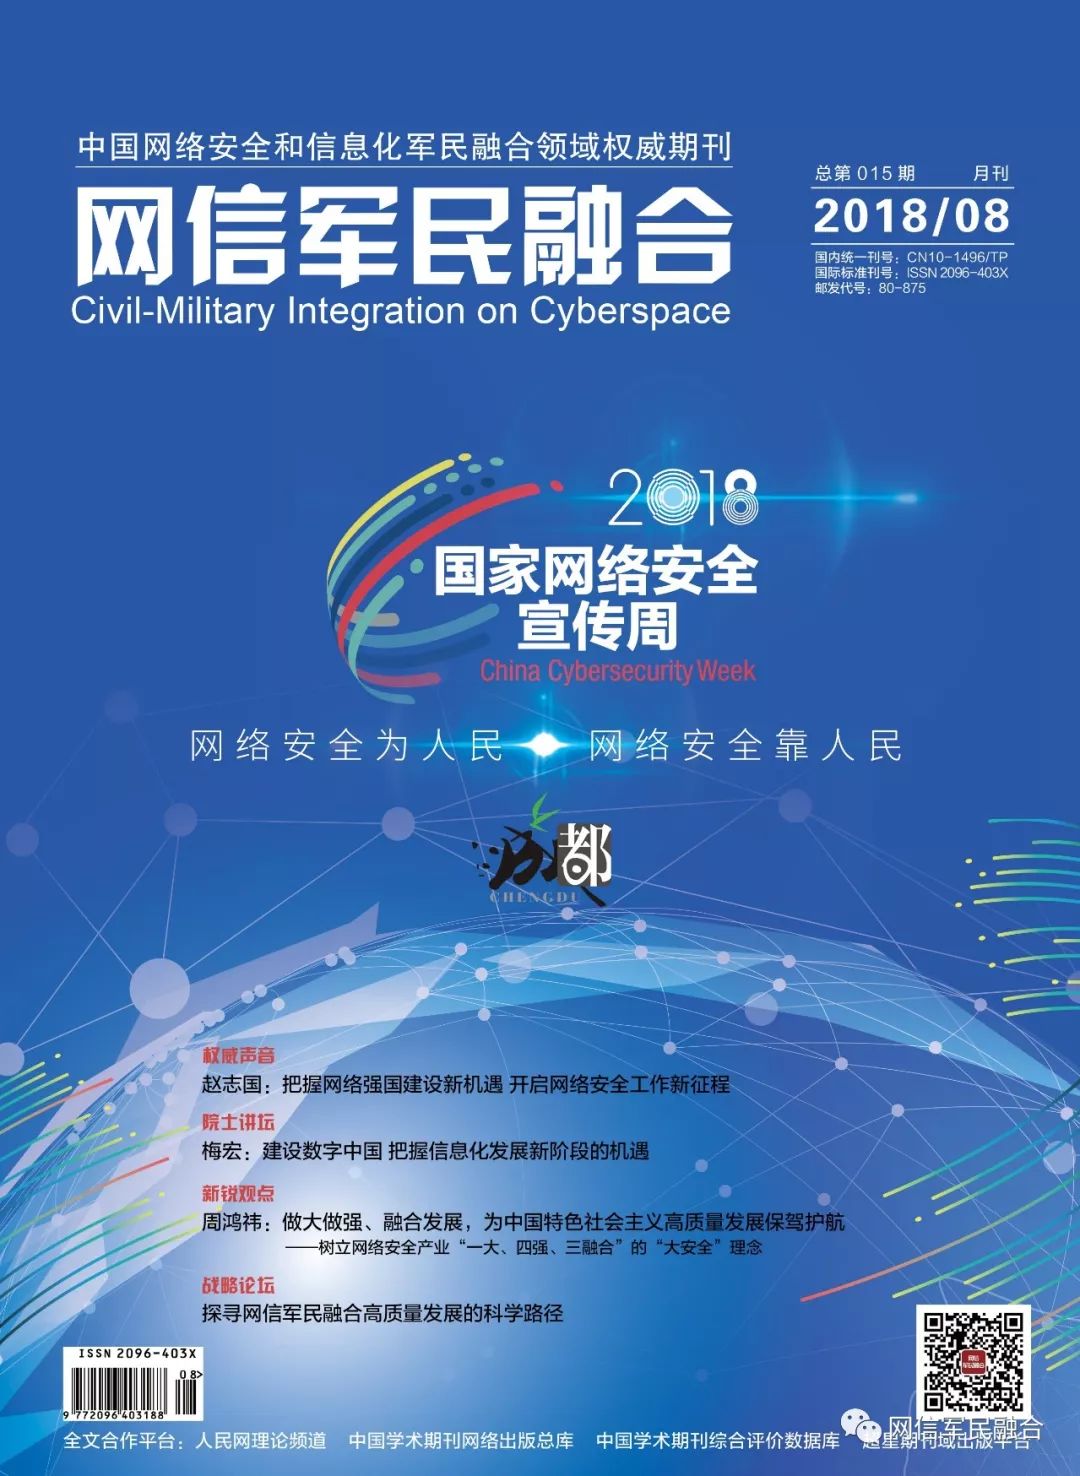 中国网络安全和信息化军民融合领域权威期刊
网信军民融合
Civil-Military Integration on Cyberspace
总第 015 期 月刊
2018/08
国内统一刊号：CN10-1496/TP
国际标准刊号：ISSN 2096-403X
邮发代号：80-875
2018
国家网络安全
宣传周
China Cybersecurity Week
网络安全为人民 网络安全靠人民
成都
CHENGDU
权威声音
赵志国：把握网络强国建设新机遇 开启网络安全工作新征程
院士讲坛
梅宏：建设数字中国 把握信息化发展新阶段的机遇
新锐观点
周鸿祎：做大做强、融合发展，为中国特色社会主义高质量发展保驾护航
——树立网络安全产业“一大、四强、三融合”的“大安全”理念
战略论坛
探寻网信军民融合高质量发展的科学路径
ISSN 2096-403X
08>
9 772096 403188
网信军民融合
全文合作平台：人民网理论频道 中国学术期刊网络出版总库 中国学术期刊综合评价数据库 超星期刊域出版平台